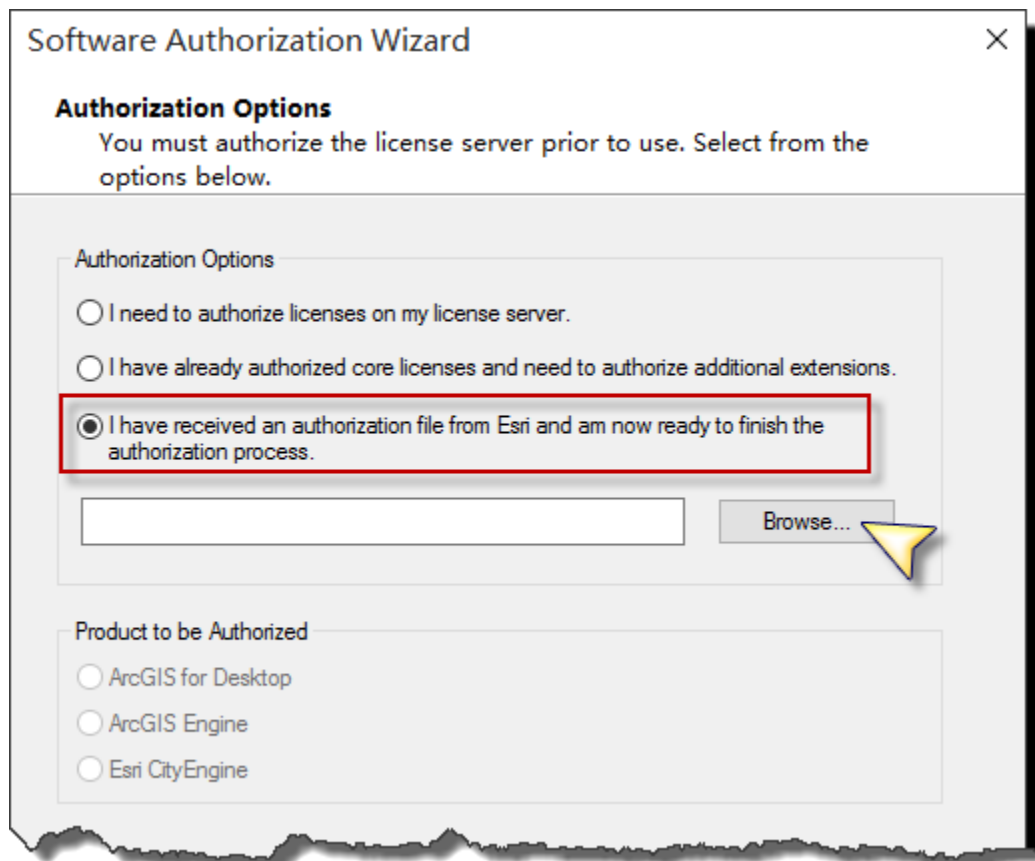 Software Authorization Wizard
Authorization Options
You must authorize the license server prior to use. Select from the
options below.
Authorization Options
I need to authorize licenses on my license server.
I have already authorized core licenses and need to authorize additional extensions.
I have received an authorization file from Esri and am now ready to finish the
authorization process.
Browse...
Product to be Authorized
ArcGIS for Desktop
ArcGIS Engine
Esri CityEngine